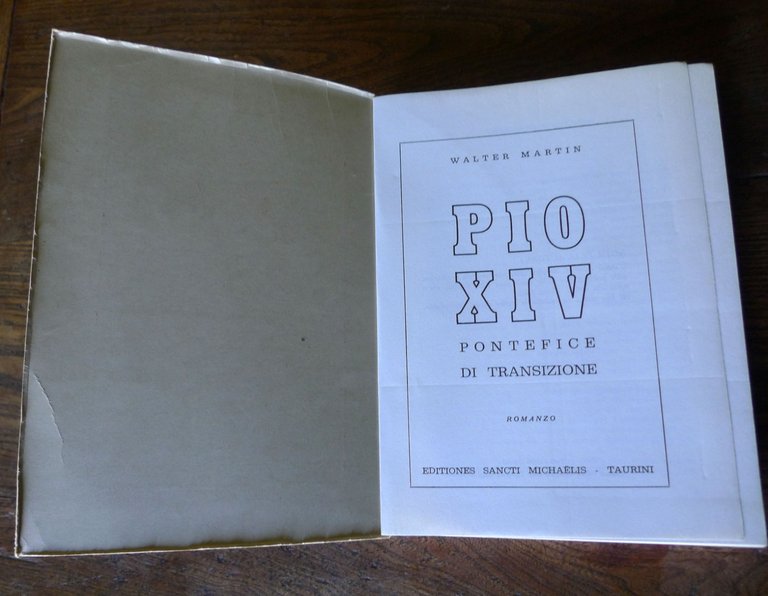 WALTER MARTIN
PIO
XIV
PONTEFICE
DI TRANSIZIONE
ROMANZO
EDITIONES SANCTI MICHAËLIS - TAURINI